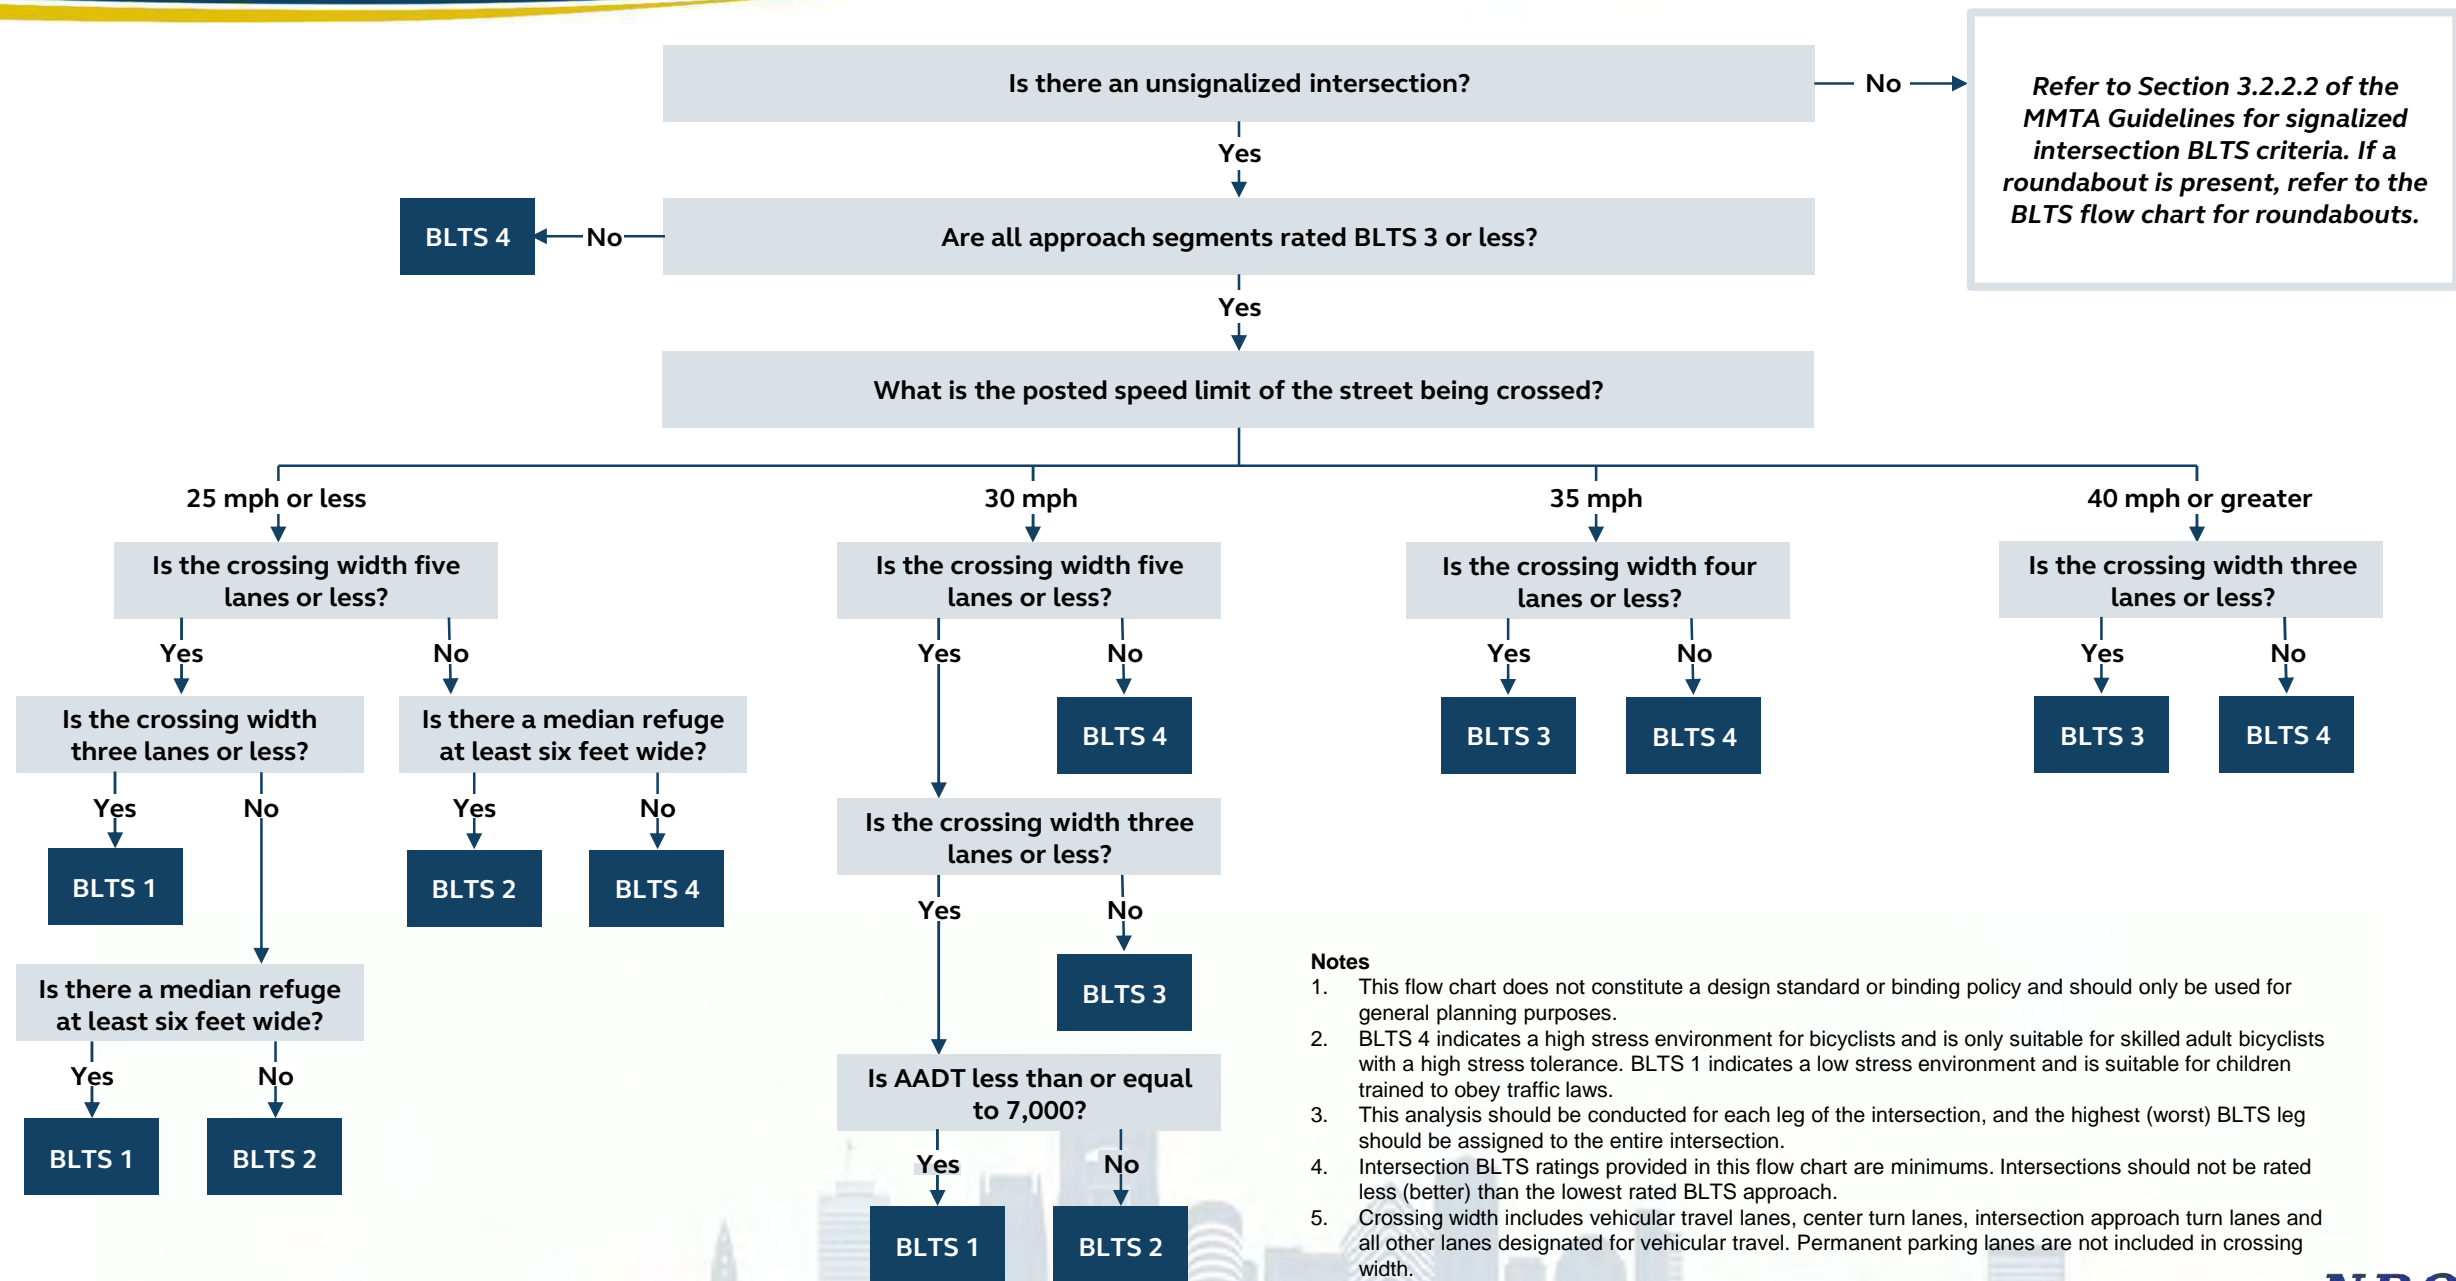 Is there an unsignalized intersection?
No
Refer to Section 3.2.2.2 of the
MMTA Guidelines for signalized
intersection BLTS criteria. If a
roundabout is present, refer to the
BLTS flow chart for roundabouts.
Yes
BLTS 4
No
Are all approach segments rated BLTS 3 or less?
Yes
What is the posted speed limit of the street being crossed?
25 mph or less
30 mph
35 mph
40 mph or greater
Is the crossing width five
lanes or less?
Is the crossing width five
lanes or less?
Is the crossing width four
lanes or less?
Is the crossing width three
lanes or less?
Yes
No
Yes
No
Yes
No
Yes
No
Is the crossing width
three lanes or less?
Is there a median refuge
at least six feet wide?
BLTS 4
BLTS 3
BLTS 4
BLTS 3
BLTS 4
Yes
No
Yes
No
Is the crossing width three
lanes or less?
BLTS 1
BLTS 2
BLTS 4
Yes
No
Is there a median refuge
at least six feet wide?
BLTS 3
Yes
No
Is AADT less than or equal
to 7,000?
BLTS 1
BLTS 2
Yes
No
BLTS 1
BLTS 2
Notes
1. This flow chart does not constitute a design standard or binding policy and should only be used for
general planning purposes.
2. BLTS 4 indicates a high stress environment for bicyclists and is only suitable for skilled adult bicyclists
with a high stress tolerance. BLTS 1 indicates a low stress environment and is suitable for children
trained to obey traffic laws.
3. This analysis should be conducted for each leg of the intersection, and the highest (worst) BLTS leg
should be assigned to the entire intersection.
4. Intersection BLTS ratings provided in this flow chart are minimums. Intersections should not be rated
less (better) than the lowest rated BLTS approach.
5. Crossing width includes vehicular travel lanes, center turn lanes, intersection approach turn lanes and
all other lanes designated for vehicular travel. Permanent parking lanes are not included in crossing
width.